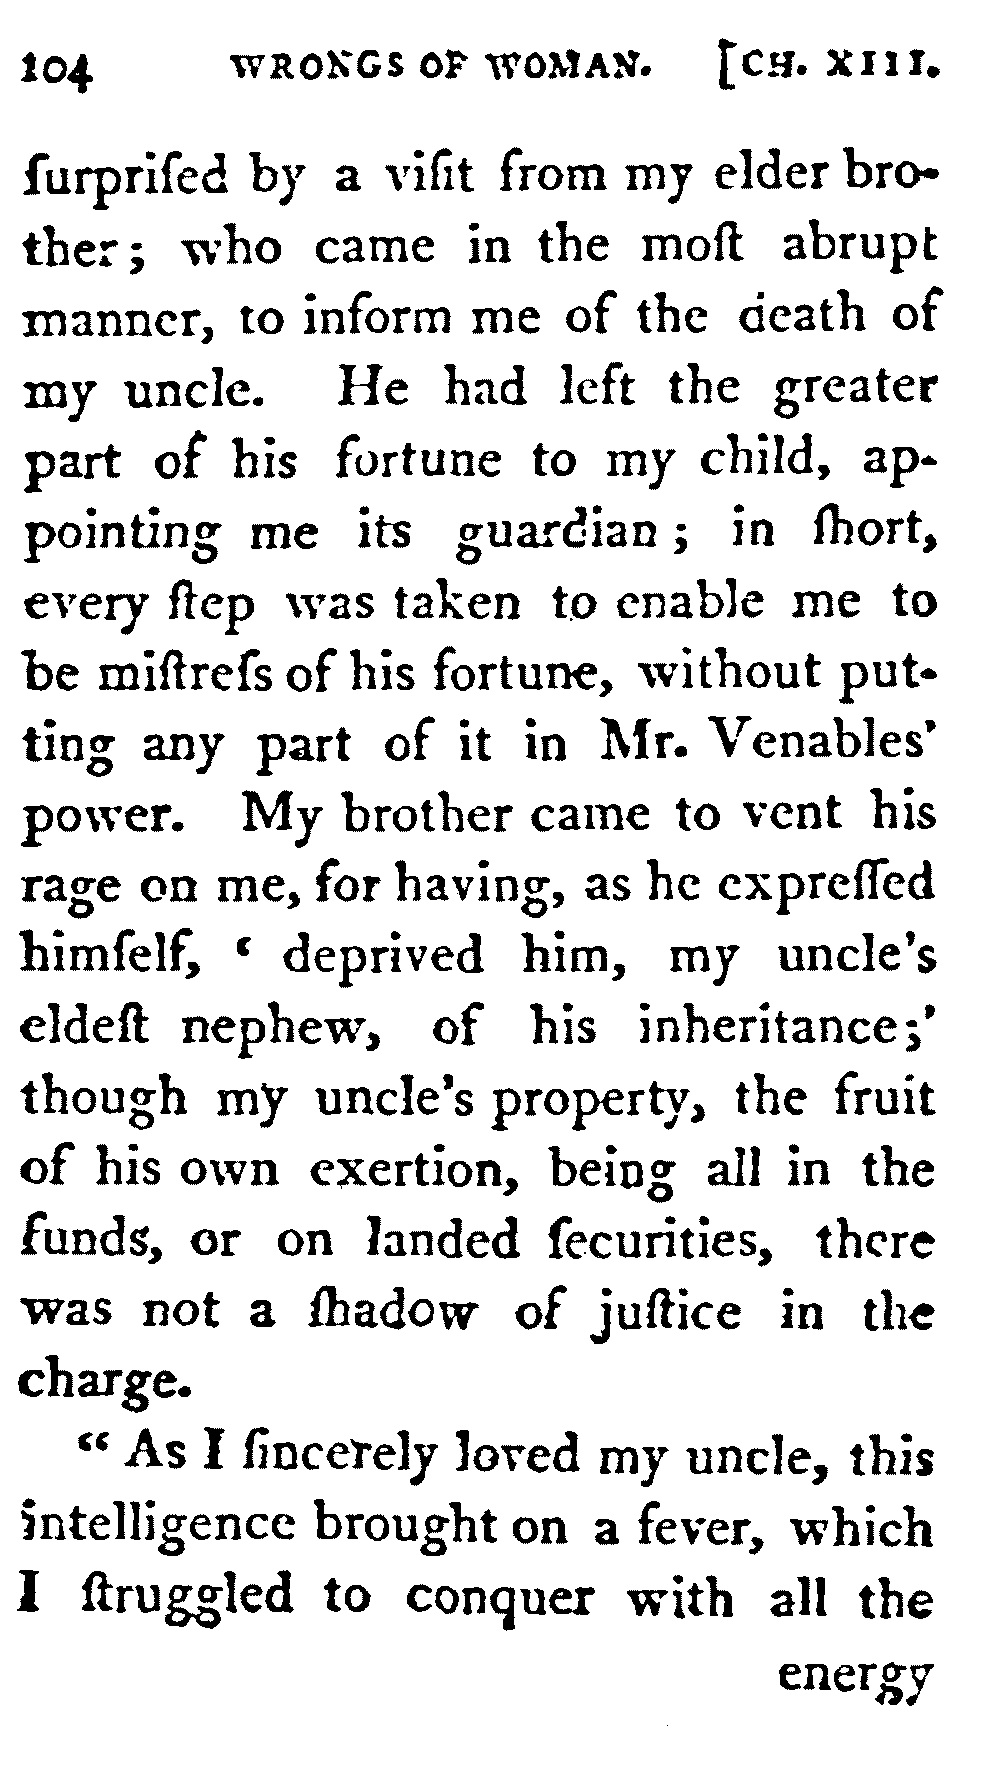 104 WRONGS OF WOMAN. [CH. XIII.
ſurpriſed by a viſit from my elder bro-
ther; who came in the moſt abrupt
manner, to inform me of the death of
my uncle. He had left the greater
part of his fortune to my child, ap-
pointing me its guardian; in ſhort,
every ſtep was taken to enable me to
be miſtreſs of his fortune, without put-
ting any part of it in Mr. Venables'
power. My brother came to vent his
rage on me, for having, as he expreſſed
himſelf, ‘ deprived him, my uncle's
eldeſt nephew, of his inheritance;’
though my uncle's property, the fruit
of his own exertion, being all in the
funds, or on landed ſecurities, there
was not a ſhadow of juſtice in the
charge.
“ As I ſincerely loved my uncle, this
intelligence brought on a fever, which
I ſtruggled to conquer with all the
energy